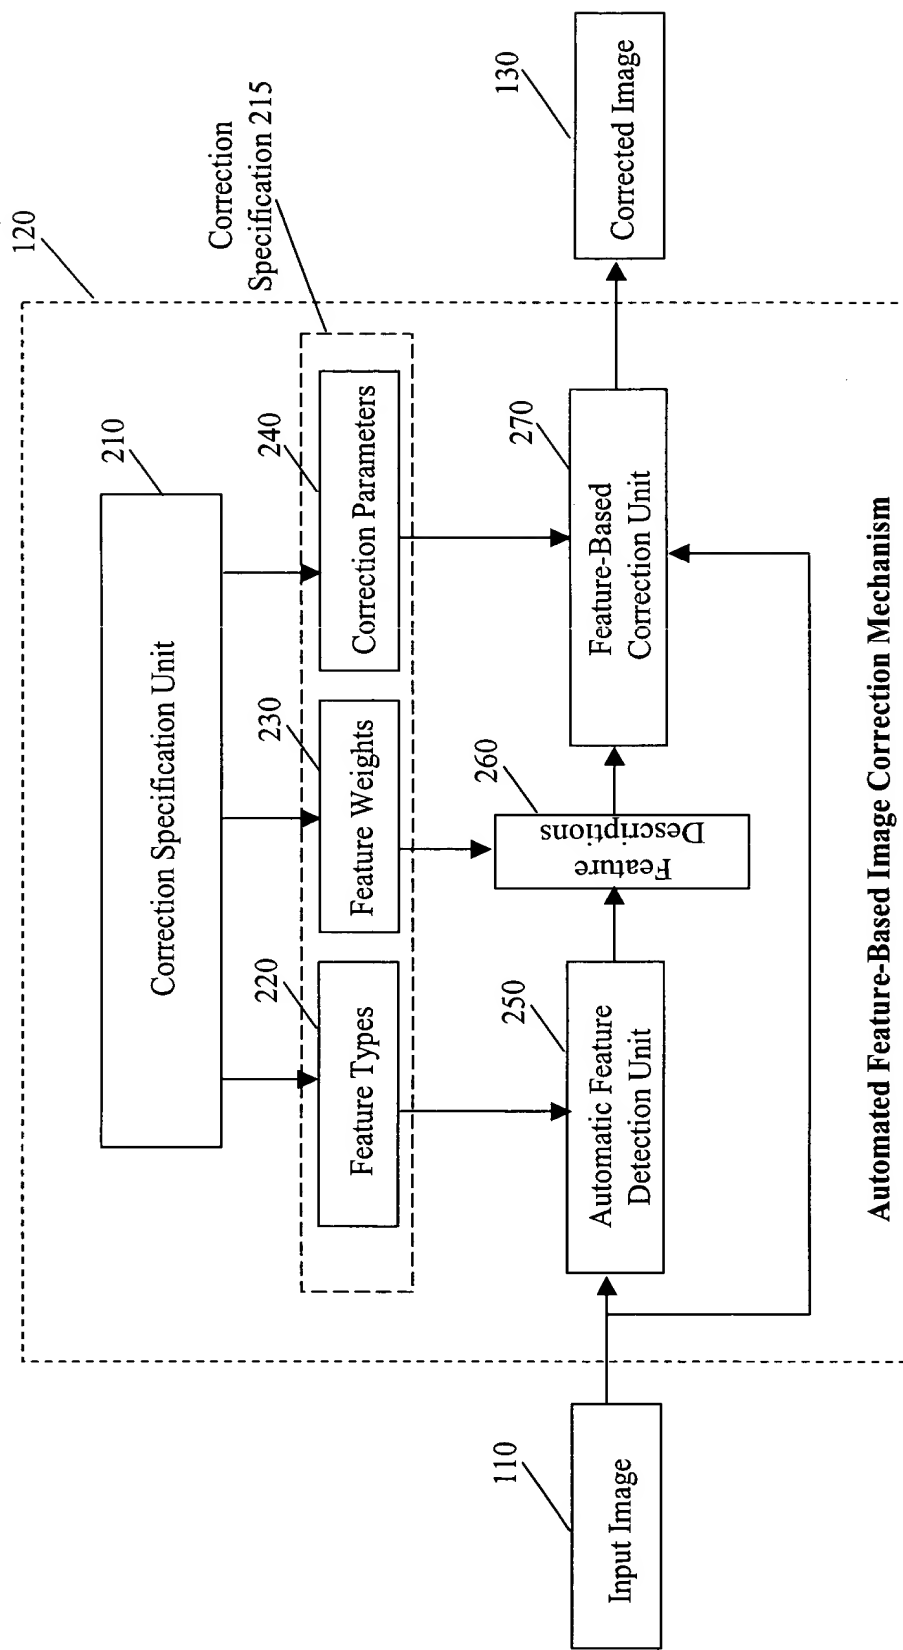 120
Correction
Specification 215
210
Correction Specification Unit
220
230
240
Feature Types
Feature Weights
Correction Parameters
110
250
260
270
130
Input Image
Automatic Feature
Detection Unit
Feature
Descriptions
Feature-Based
Correction Unit
Corrected Image
Automated Feature-Based Image Correction Mechanism